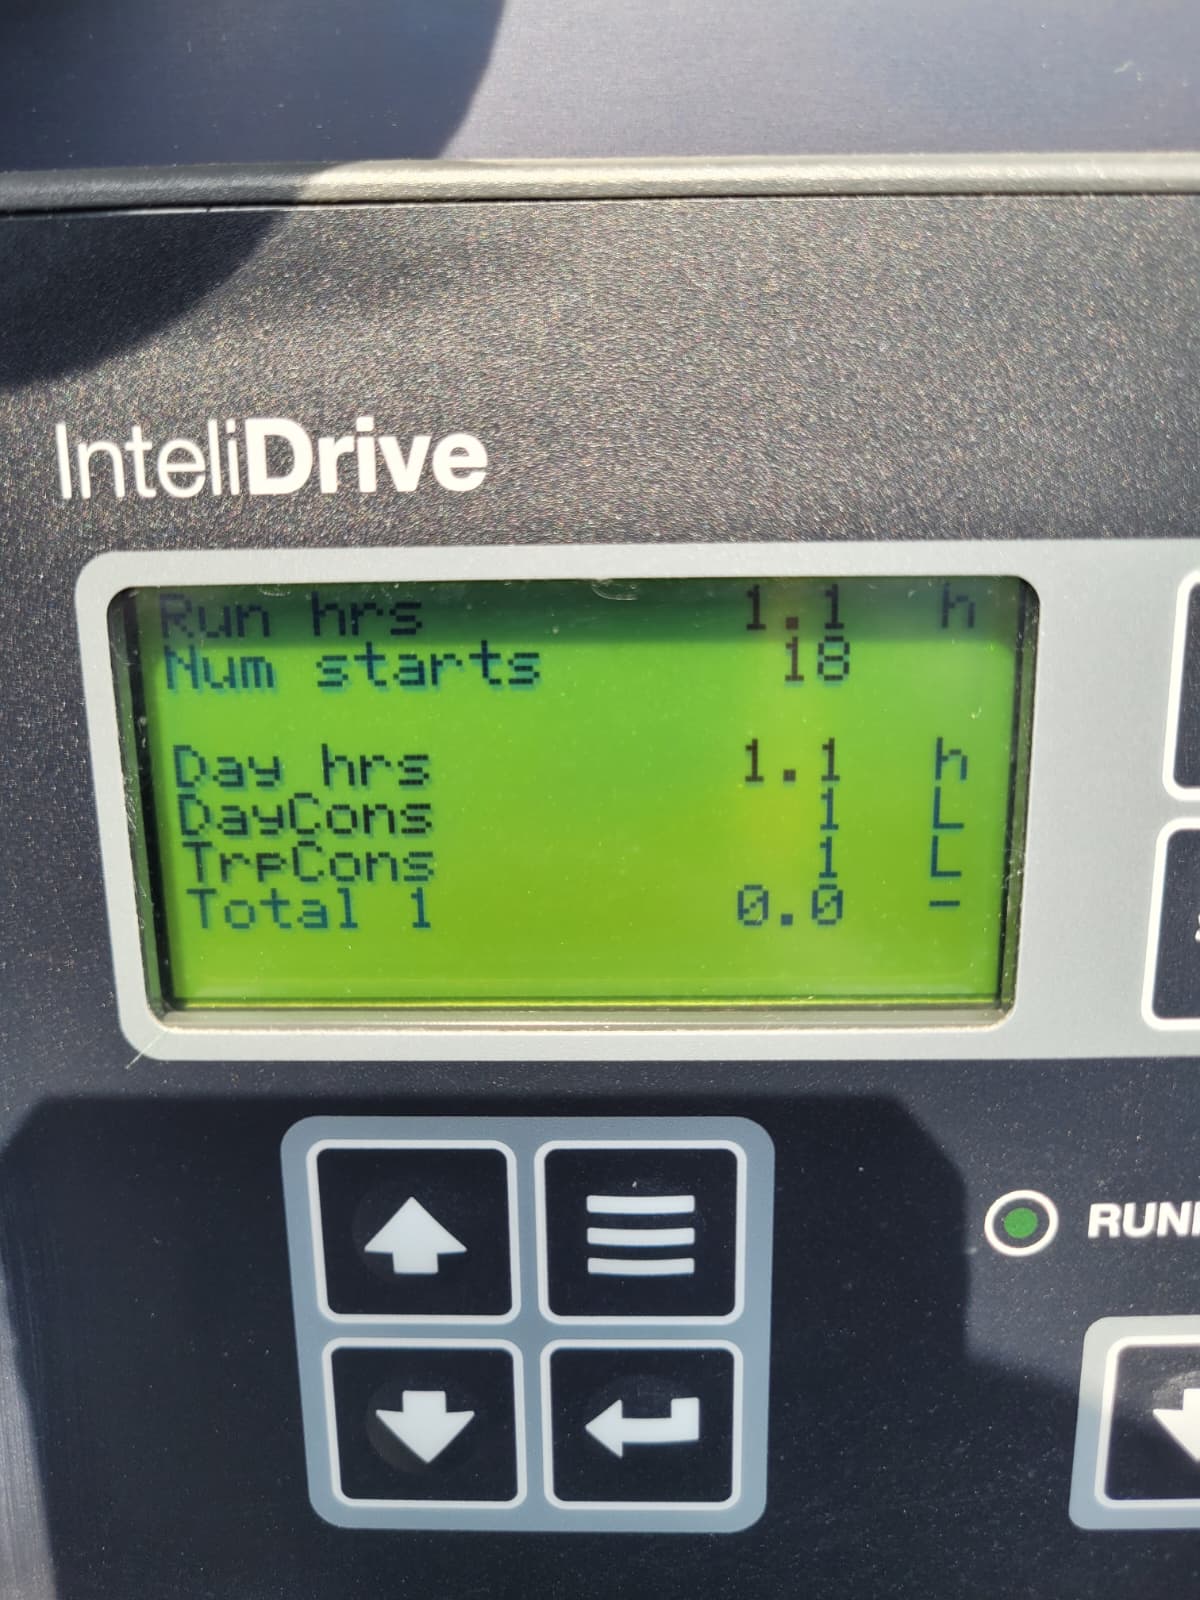 InteliDrive
Run hrs 1.1 h
Num starts 18
Day hrs 1.1 h
DayCons 1 L
TrpCons 1 L
Total 1 0.0 -